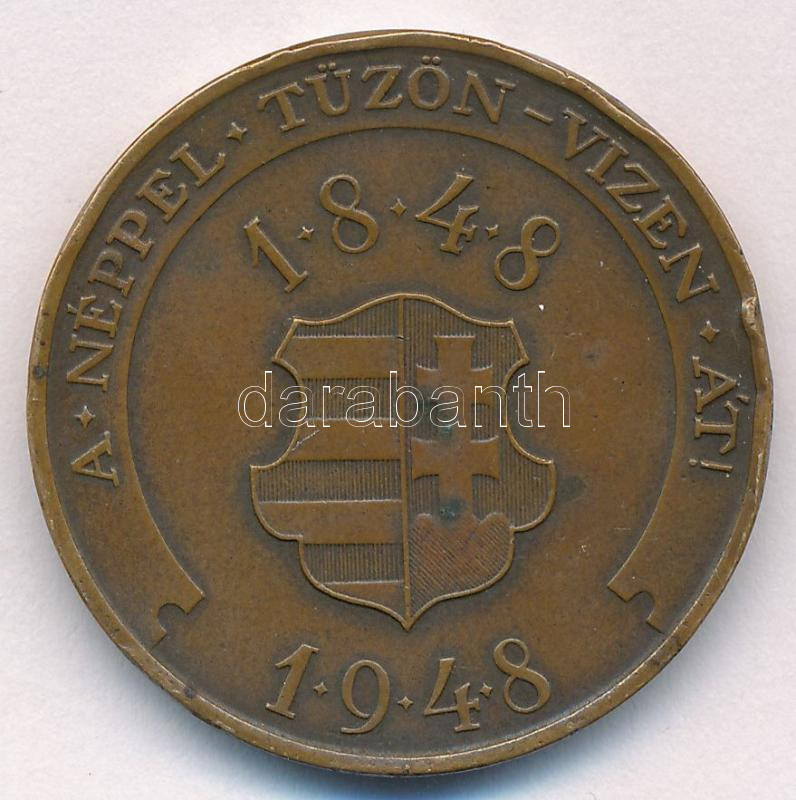 A · NÉPPEL · TÜZÖN – VIZEN · ÁT!
1·8·4·8
darabanth
1·9·4·8